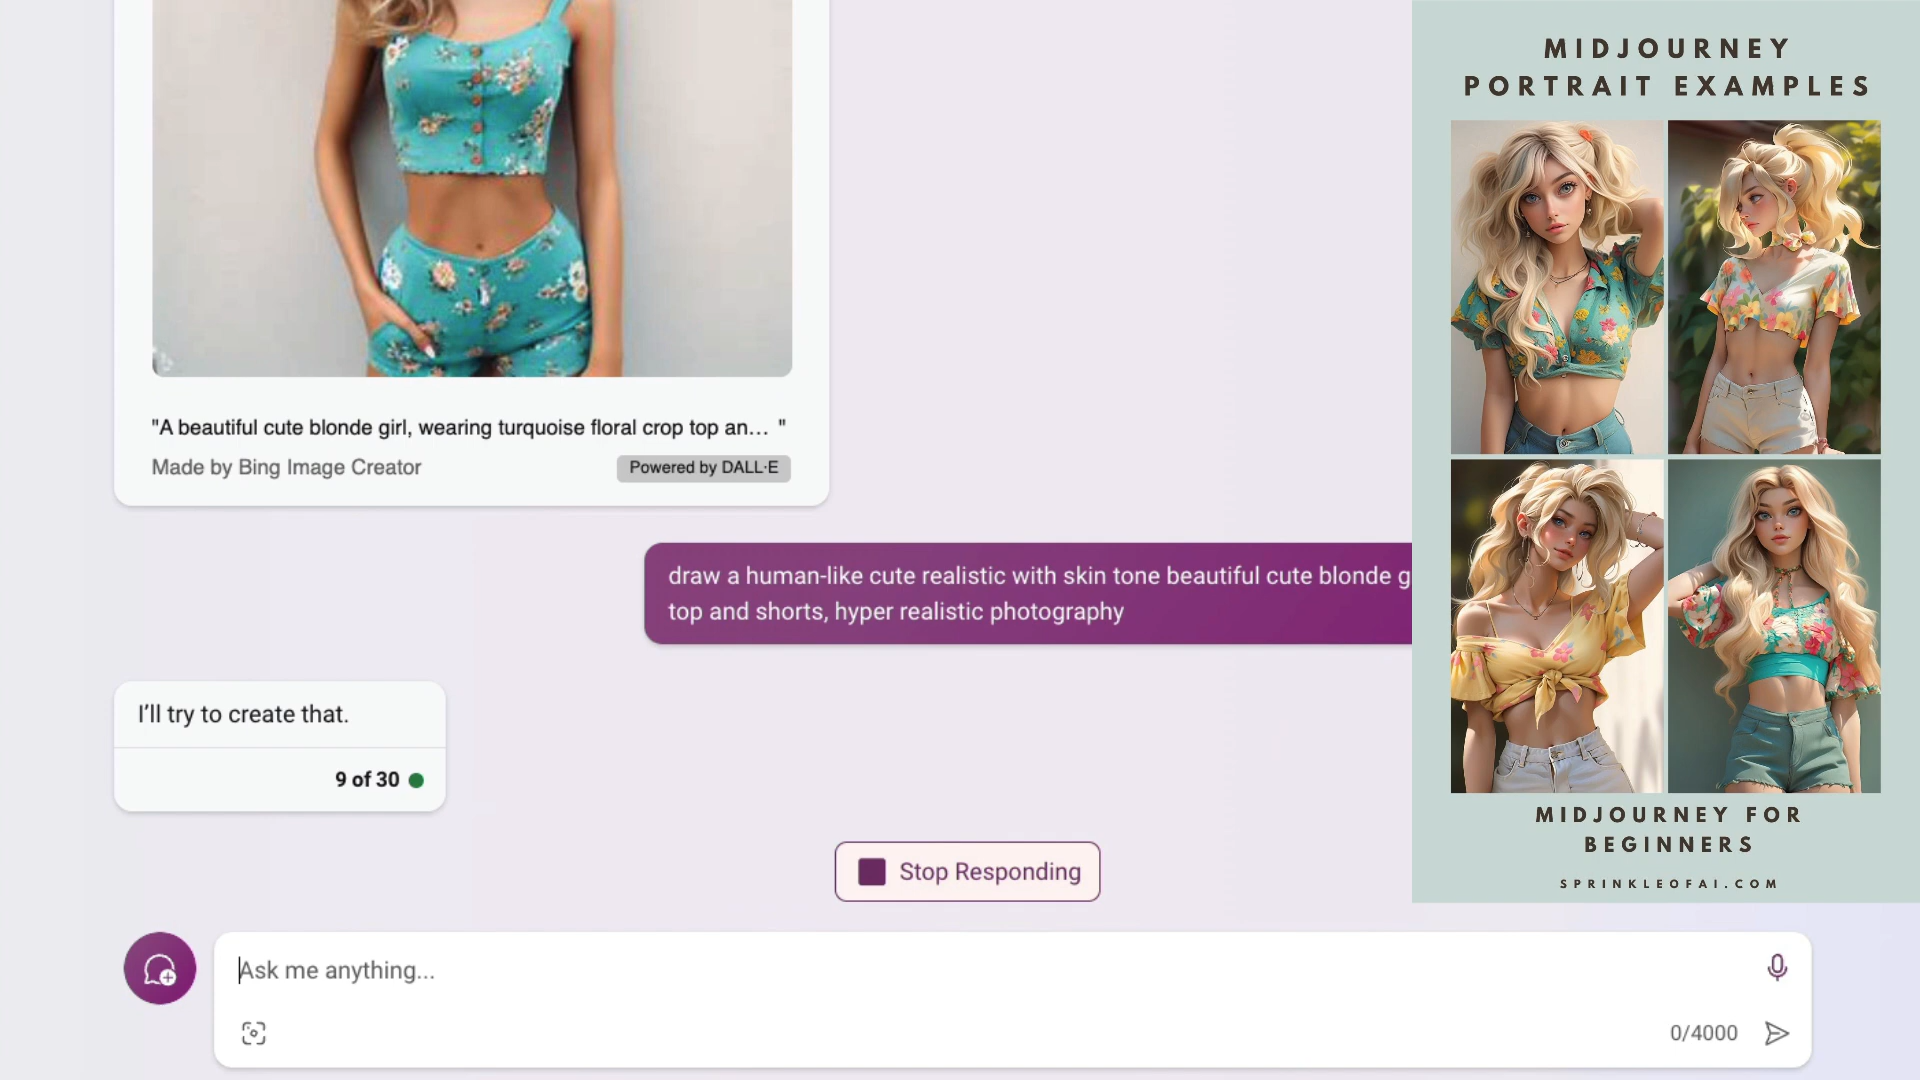 "A beautiful cute blonde girl, wearing turquoise floral crop top an... "
Made by Bing Image Creator
Powered by DALL·E
draw a human-like cute realistic with skin tone beautiful cute blonde g
top and shorts, hyper realistic photography
I'll try to create that.
9 of 30
Stop Responding
Ask me anything...
0/4000
MIDJOURNEY
PORTRAIT EXAMPLES
MIDJOURNEY FOR
BEGINNERS
SPRINKLEOFAI.COM